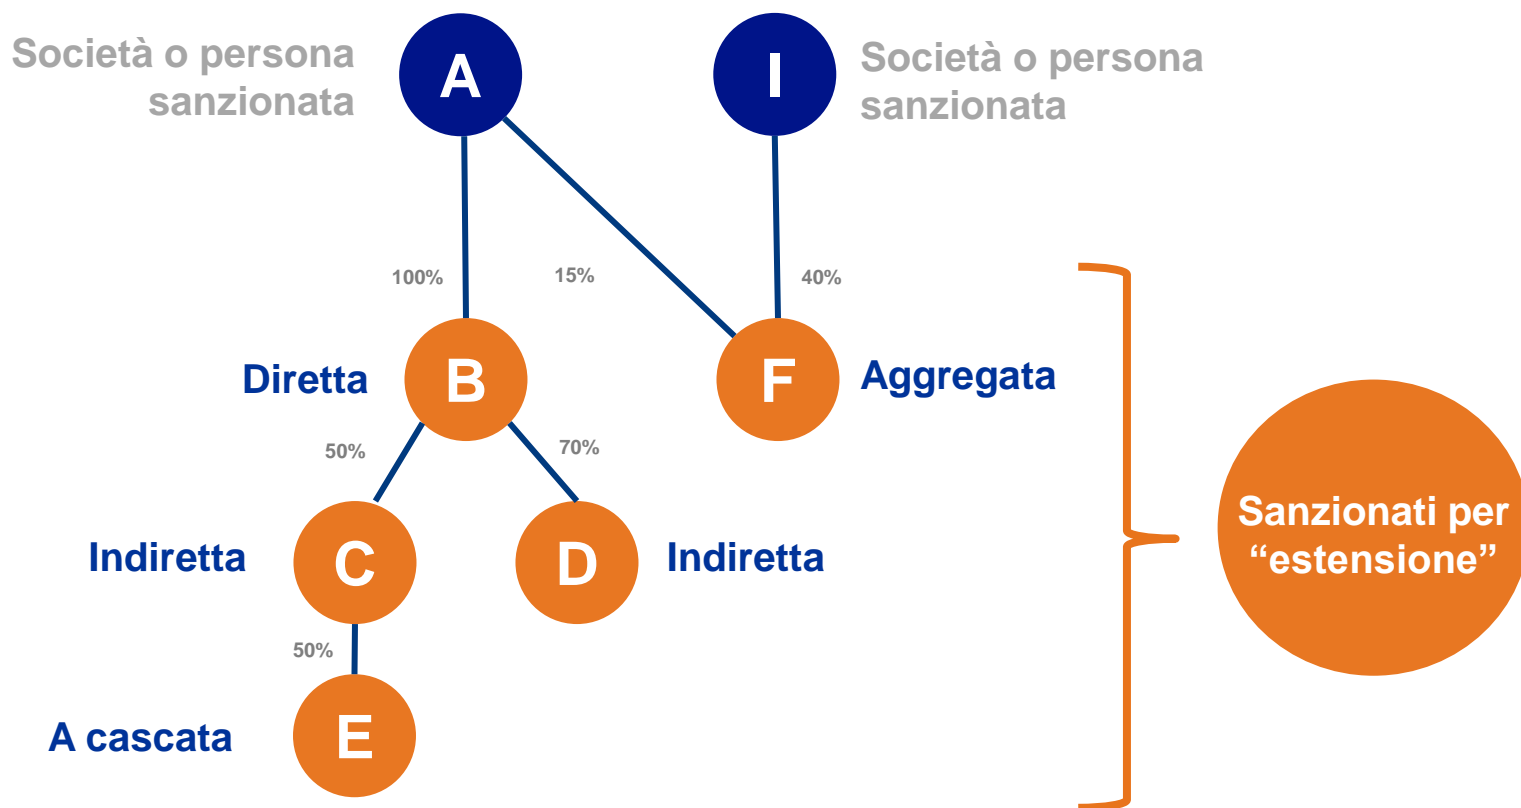 Società o persona
sanzionata
A
I
Società o persona
sanzionata
100%
15%
40%
Diretta
B
F
Aggregata
50%
70%
Indiretta
C
D
Indiretta
50%
A cascata
E
Sanzionati per
“estensione”